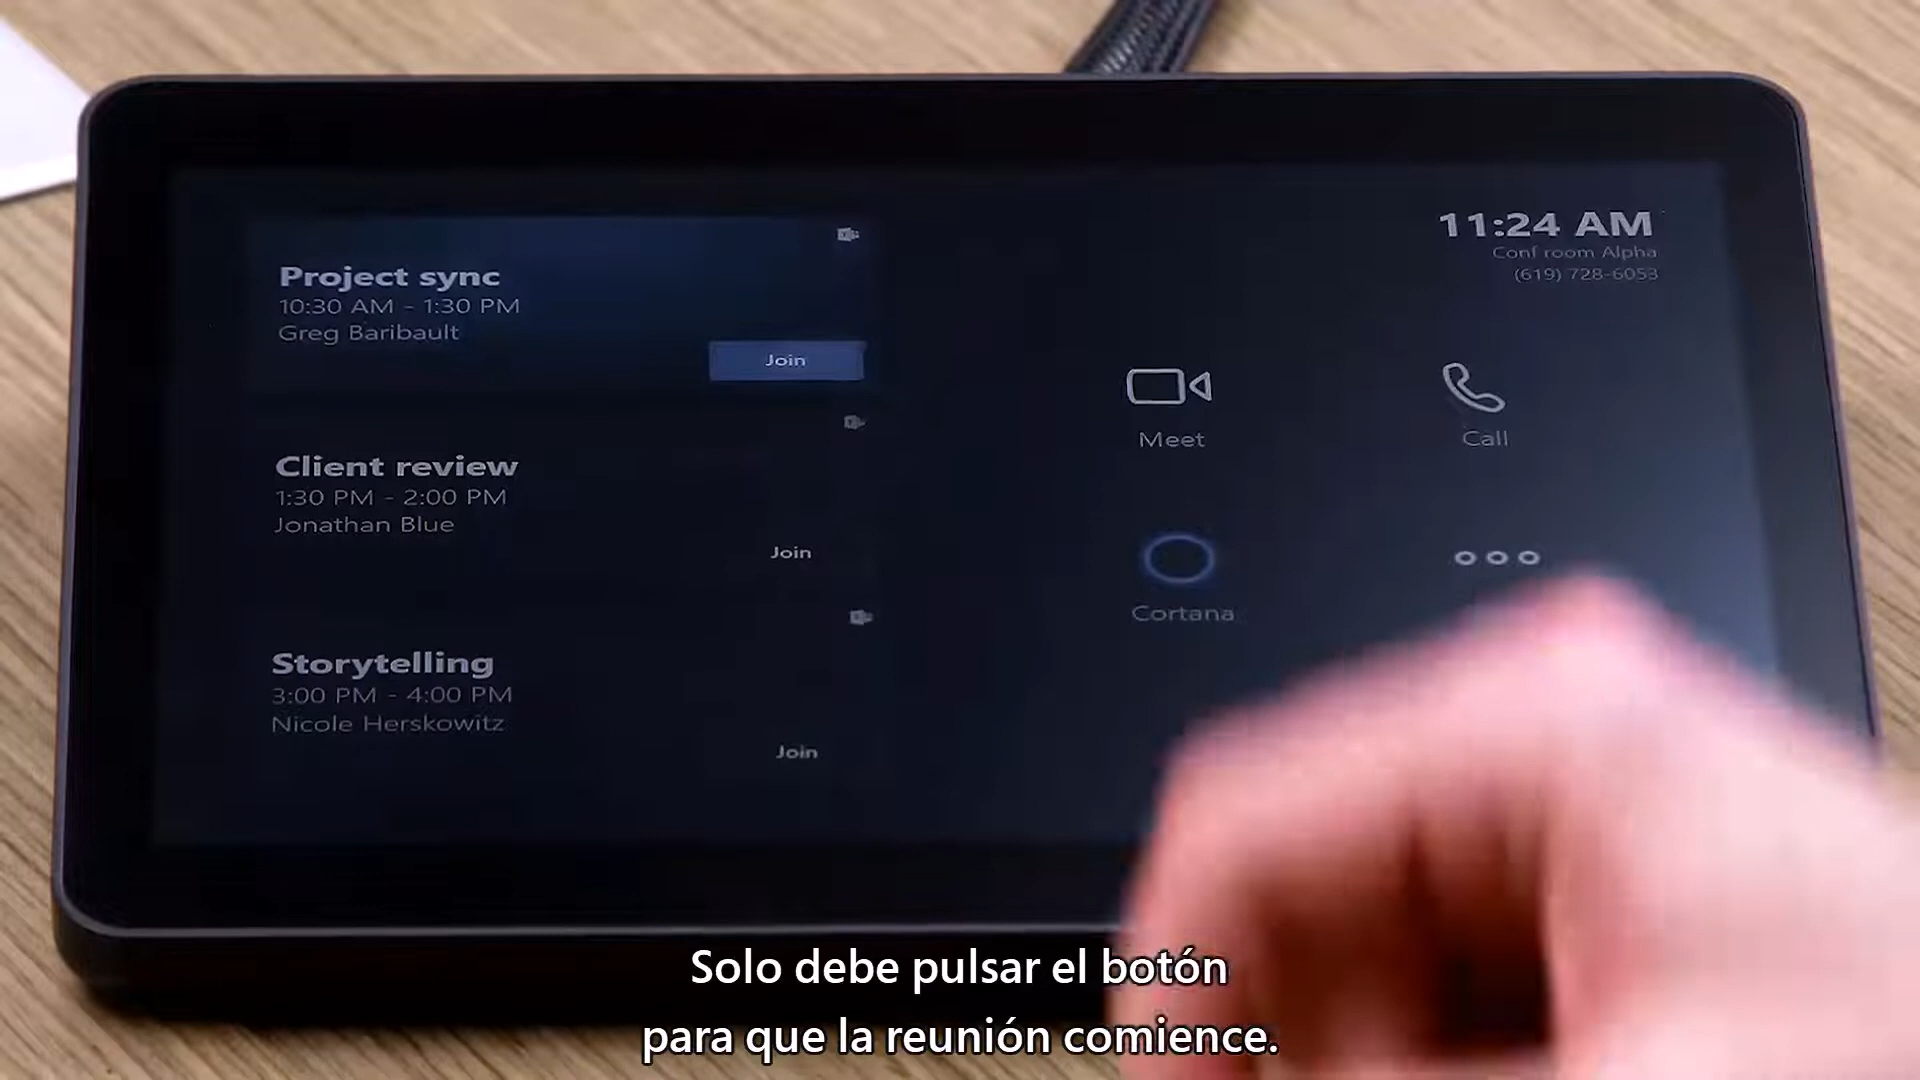 Project sync
10:30 AM - 1:30 PM
Greg Baribault
Join
Client review
1:30 PM - 2:00 PM
Jonathan Blue
Join
Storytelling
3:00 PM - 4:00 PM
Nicole Herskowitz
Join
11:24 AM
Conf room Alpha
(619) 728-6053
Meet
Call
Cortana
Solo debe pulsar el botón
para que la reunión comience.